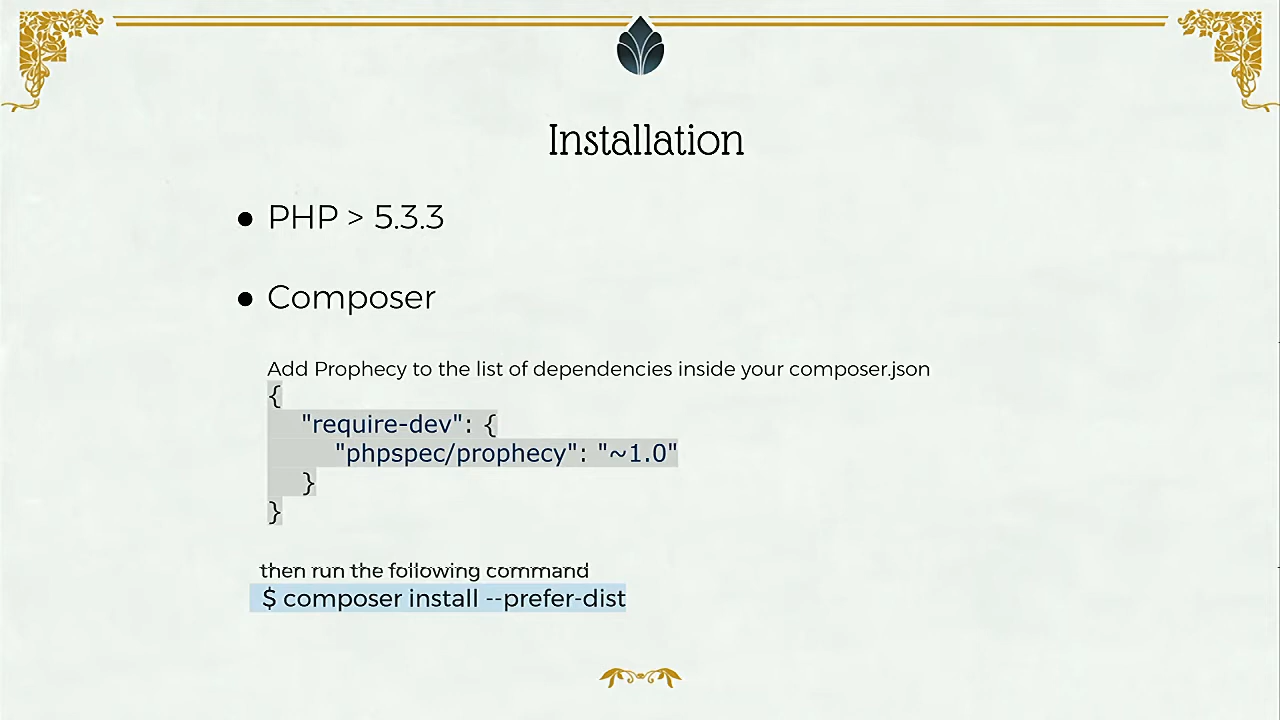 Installation
● PHP > 5.3.3
● Composer
Add Prophecy to the list of dependencies inside your composer.json
{
"require-dev": {
"phpspec/prophecy": "~1.0"
}
}
then run the following command
$ composer install --prefer-dist